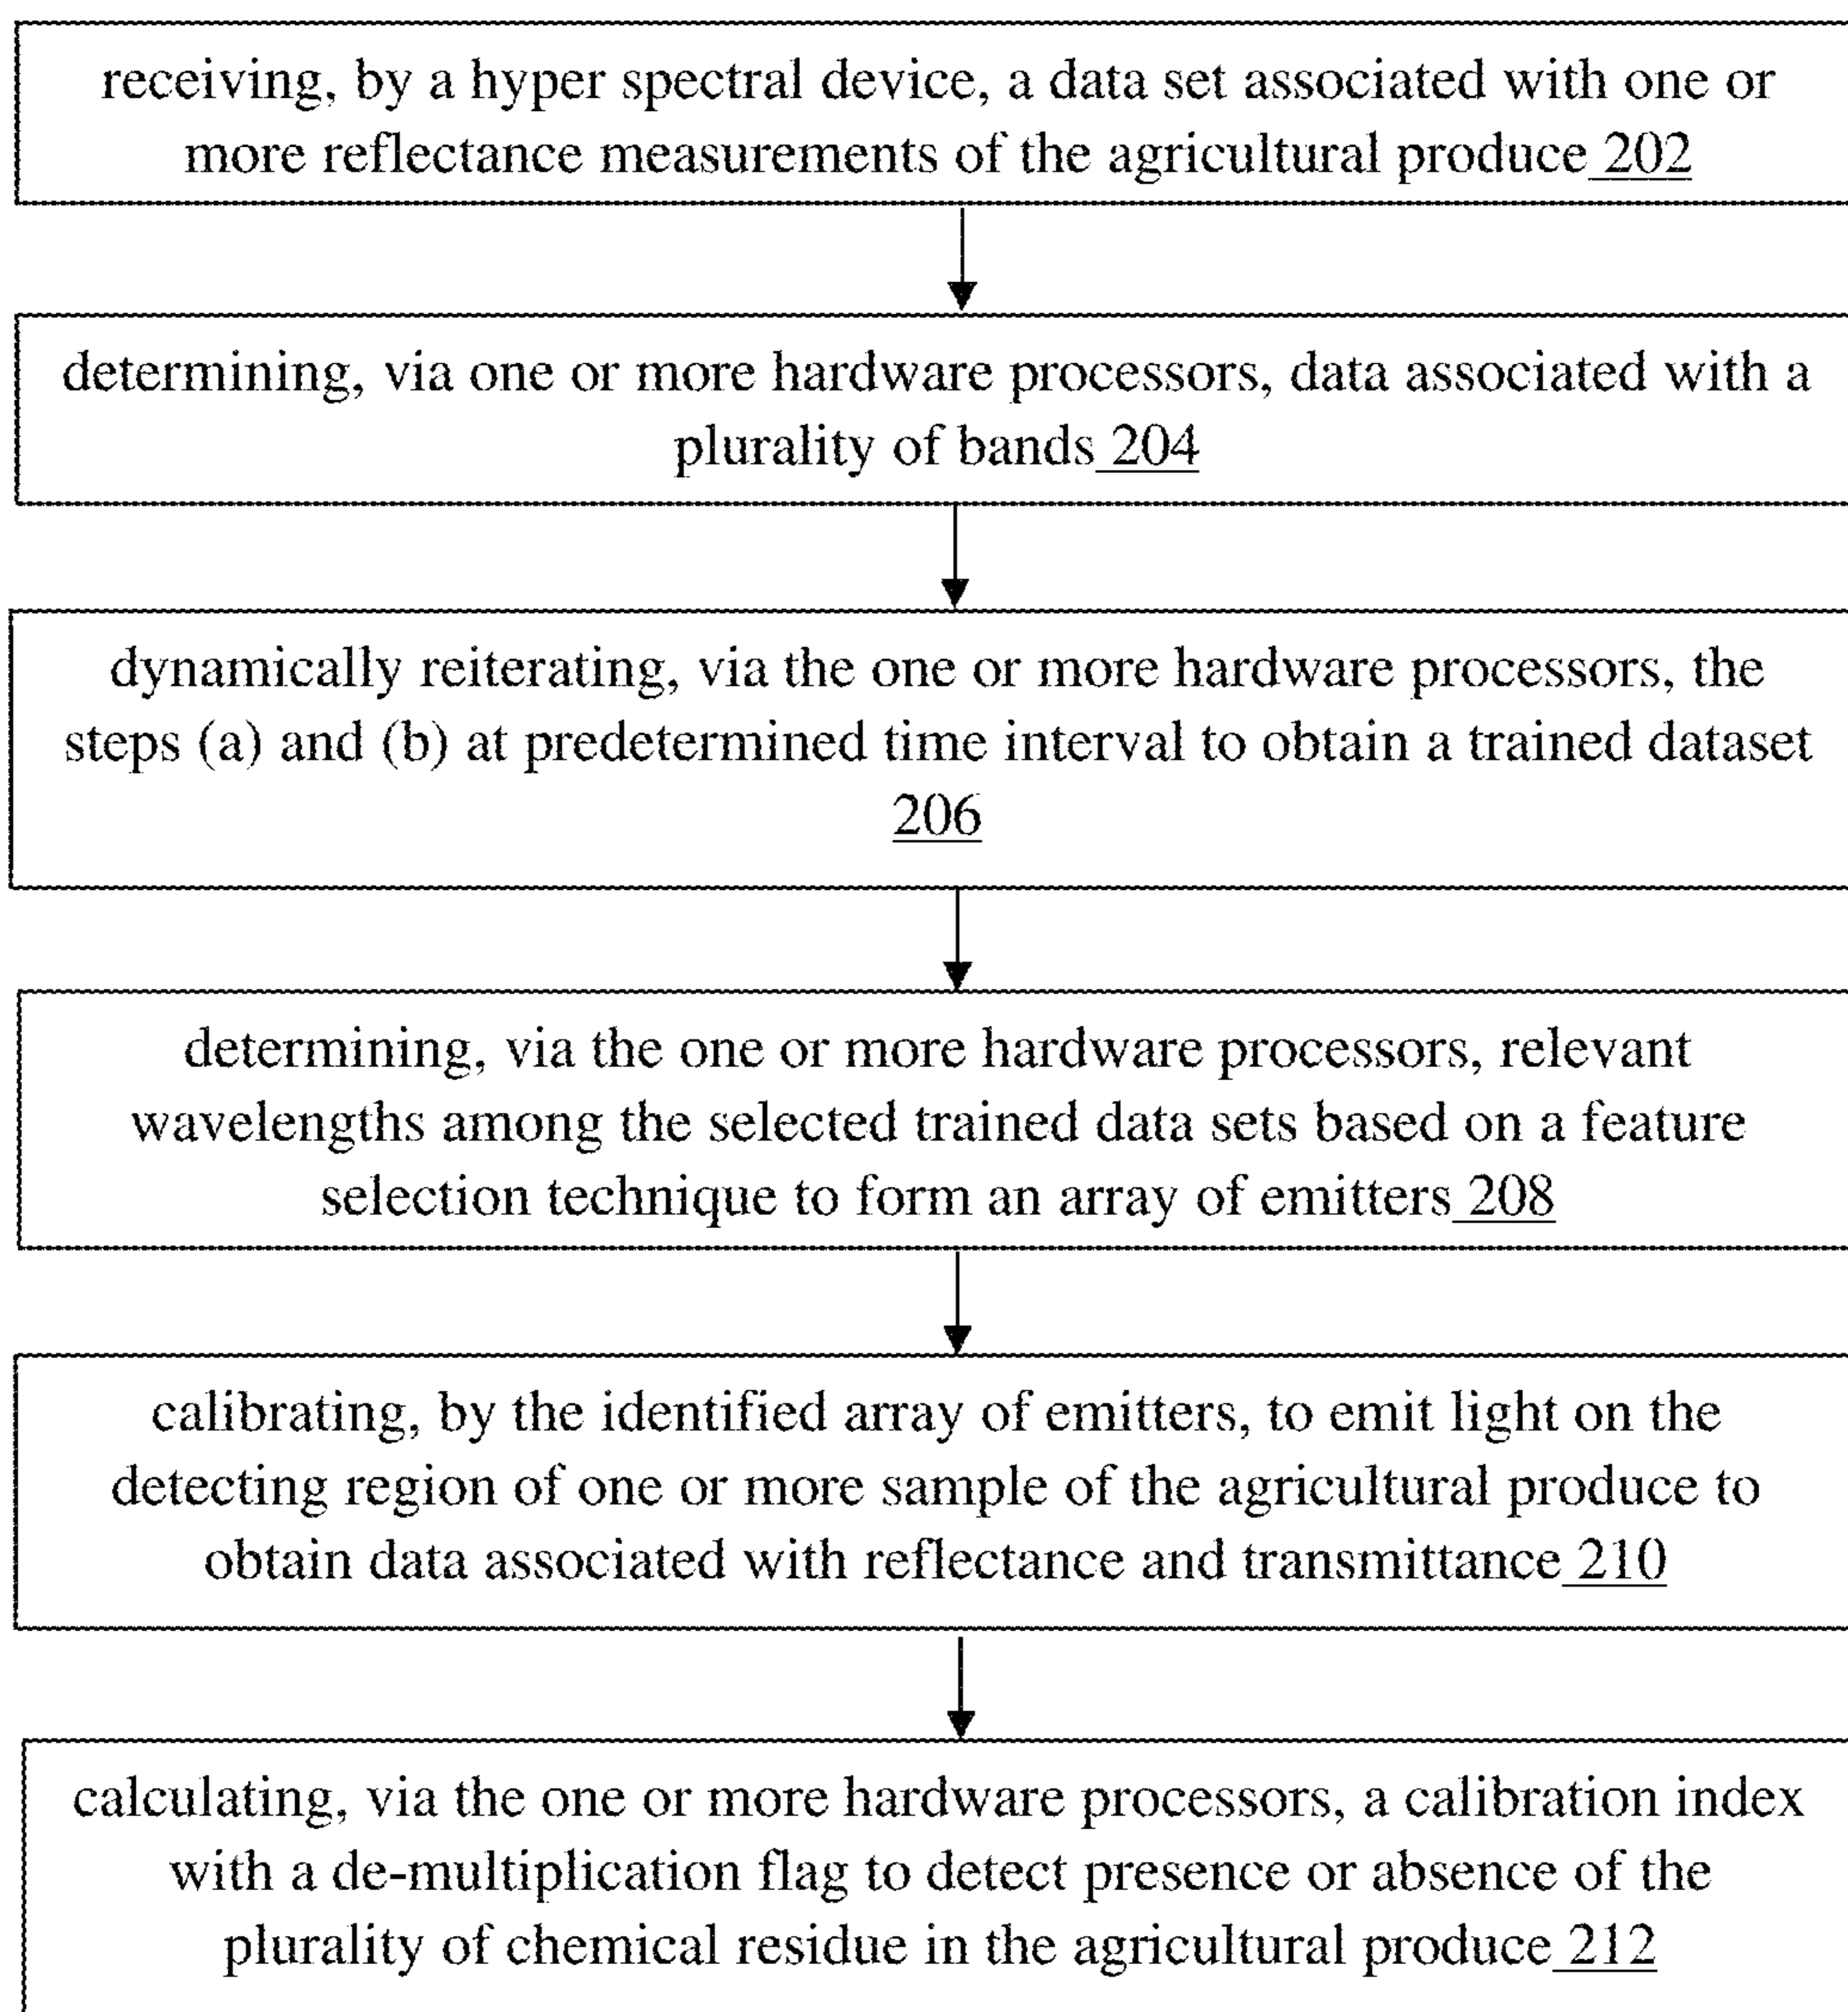 receiving, by a hyper spectral device, a data set associated with one or
more reflectance measurements of the agricultural produce 202
determining, via one or more hardware processors, data associated with a
plurality of bands 204
dynamically reiterating, via the one or more hardware processors, the
steps (a) and (b) at predetermined time interval to obtain a trained dataset
206
determining, via the one or more hardware processors, relevant
wavelengths among the selected trained data sets based on a feature
selection technique to form an array of emitters 208
calibrating, by the identified array of emitters, to emit light on the
detecting region of one or more sample of the agricultural produce to
obtain data associated with reflectance and transmittance 210
calculating, via the one or more hardware processors, a calibration index
with a de-multiplication flag to detect presence or absence of the
plurality of chemical residue in the agricultural produce 212